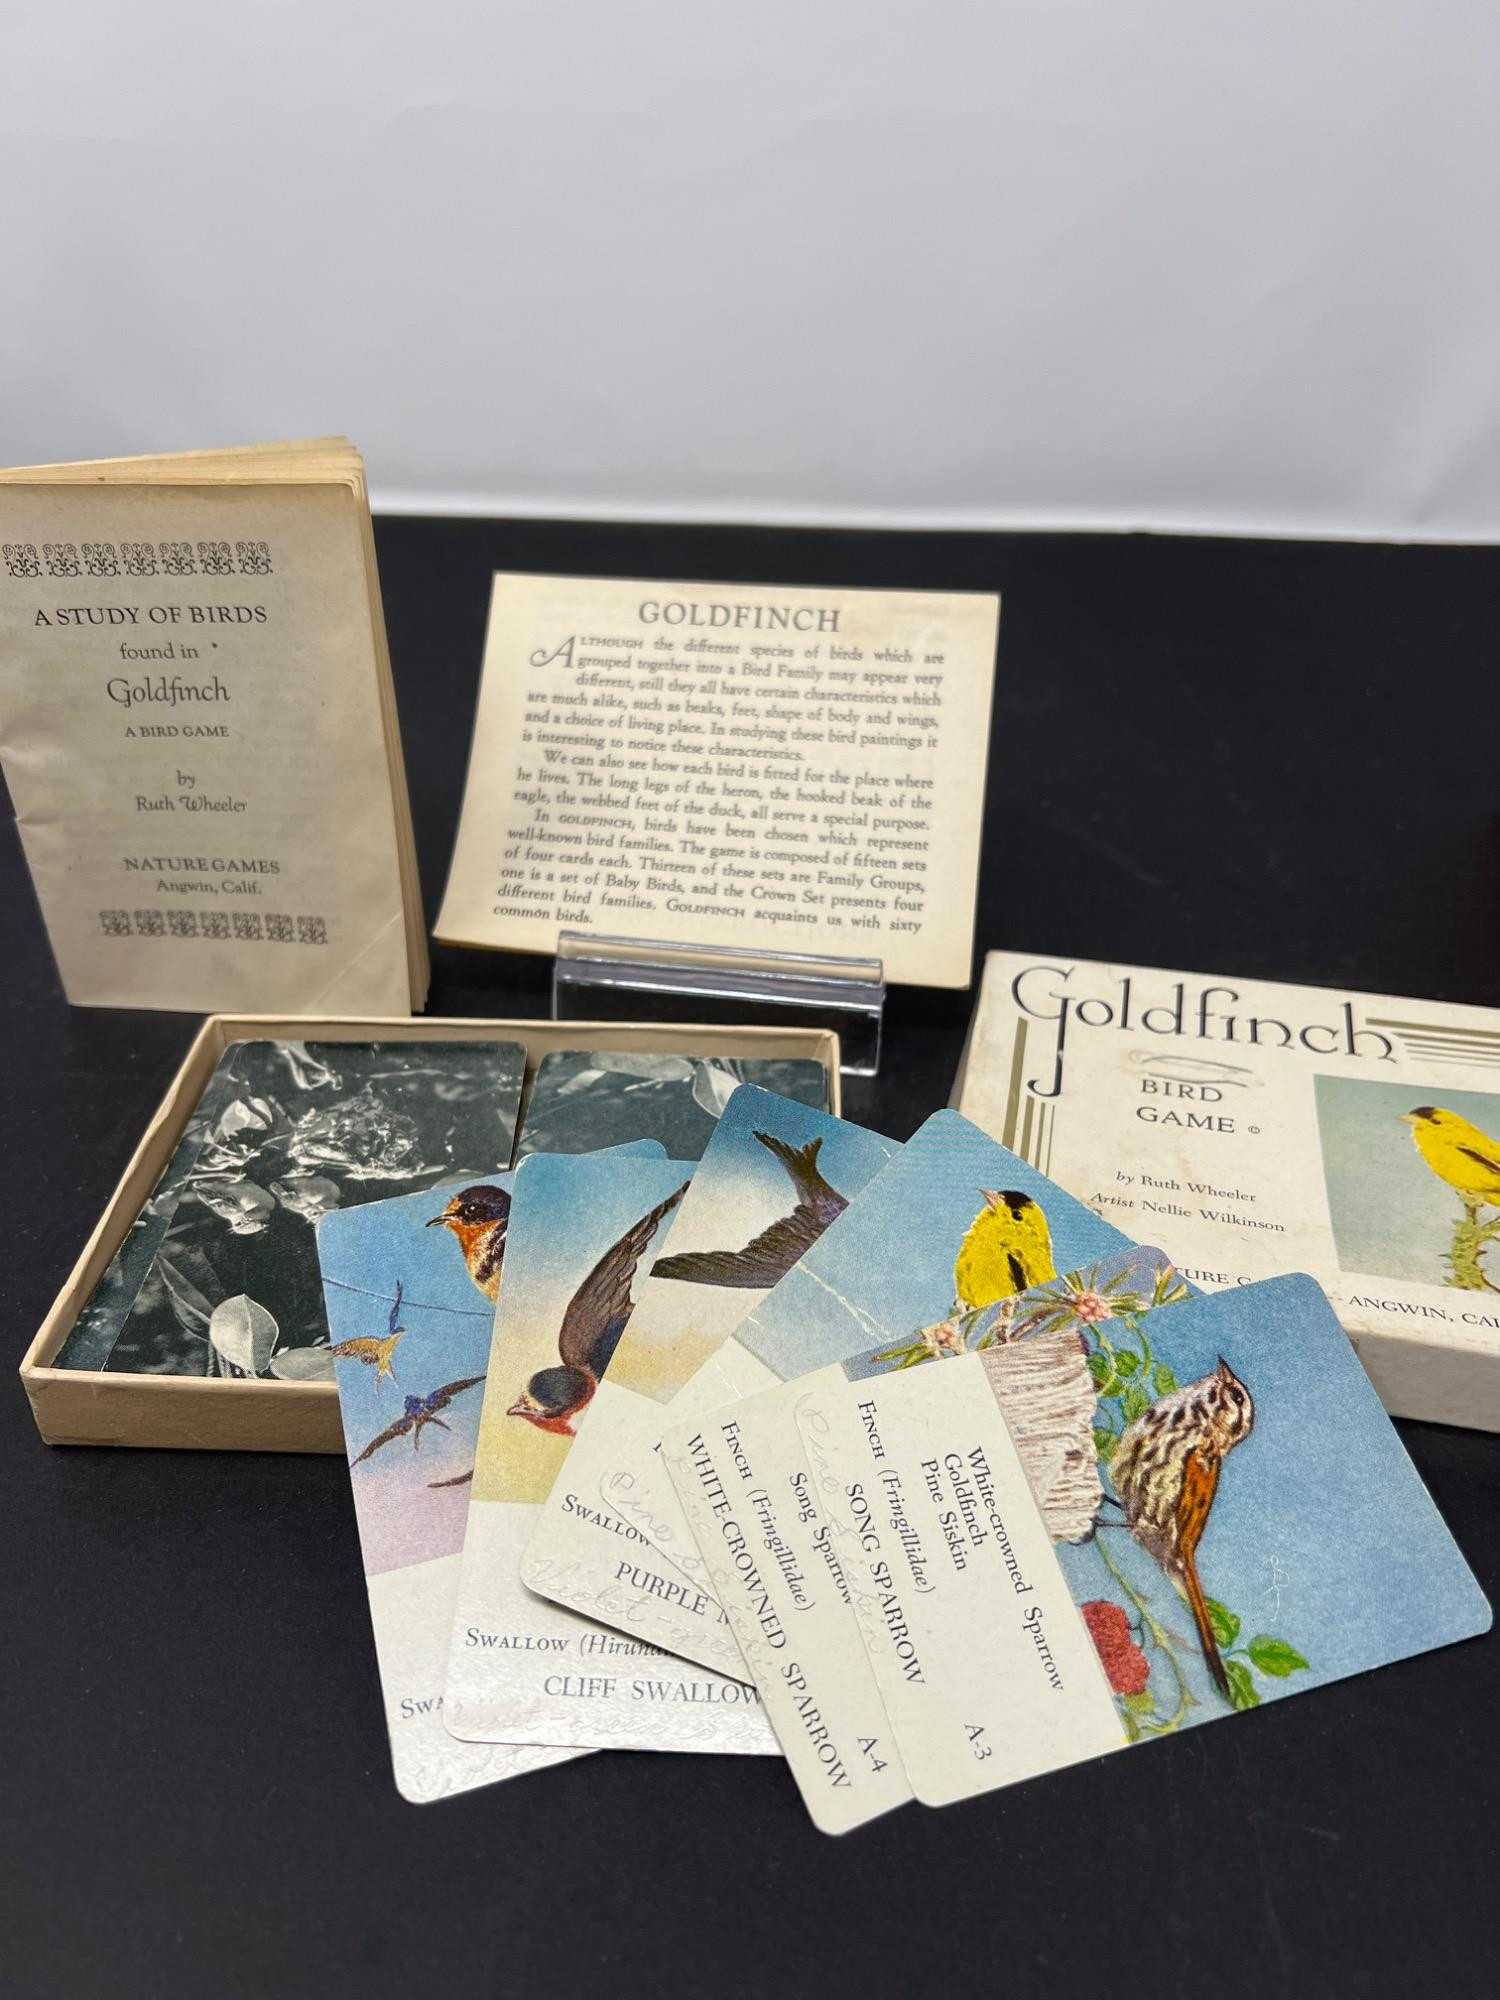 A STUDY OF BIRDS
found in
Goldfinch
A BIRD GAME
by
Ruth Wheeler
NATURE GAMES
Angwin, Calif.
GOLDFINCH
ALTHOUGH the different species of birds which are
grouped together into a Bird Family may appear very
different, still they all have certain characteristics which
are much alike, such as beaks, feet, shape of body and wings,
and a choice of living place. In studying these bird paintings it
is interesting to notice these characteristics.
We can also see how each bird is fitted for the place where
he lives. The long legs of the heron, the hooked beak of the
eagle, the webbed feet of the duck, all serve a special purpose.
In GOLDFINCH, birds have been chosen which represent
well-known bird families. The game is composed of fifteen sets
of four cards each. Thirteen of these sets are Family Groups,
one is a set of Baby Birds, and the Crown Set presents four
different bird families. GOLDFINCH acquaints us with sixty
common birds.
Goldfinch
BIRD
GAME ©
by Ruth Wheeler
Artist Nellie Wilkinson
ANGWIN,
SWALLOW
PURPLE
Violet-green
SWALLOW
CLIFF SWALLOW
Pine
FINCH (Fringillidae)
WHITE-CROWNED SPARROW
Song Sparrow
A-4
Pine Siskin
FINCH (Fringillidae)
SONG SPARROW
White-crowned Sparrow
Goldfinch
Pine Siskin
A-3